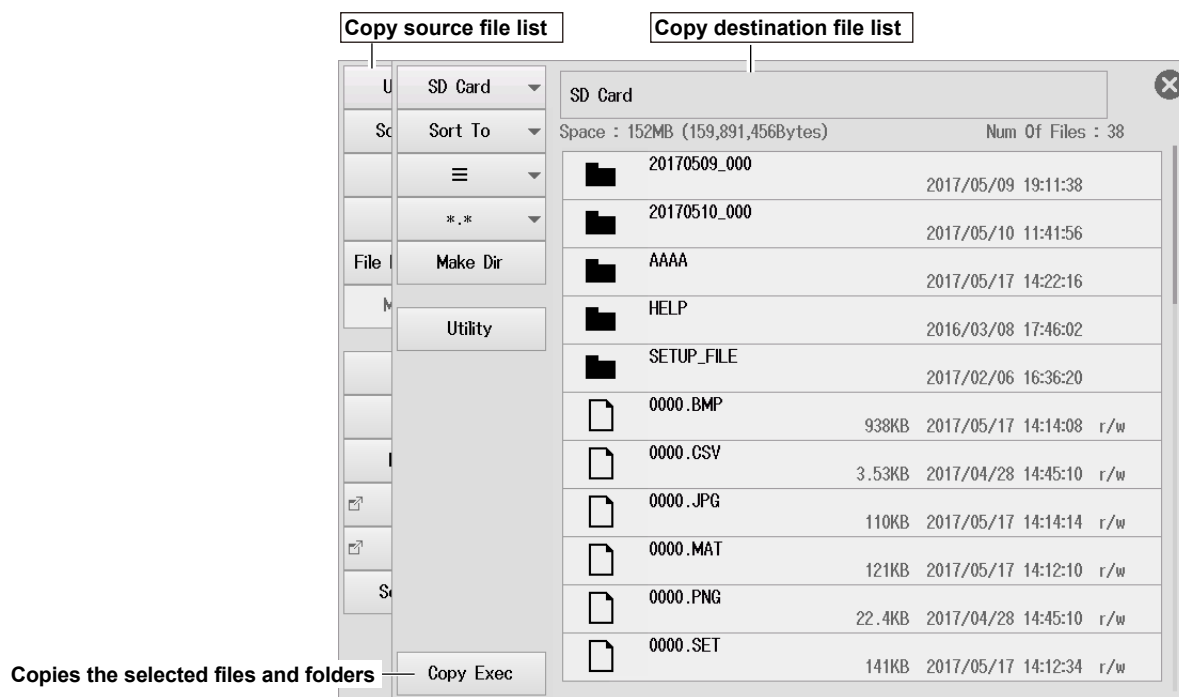 Copy source file list
Copy destination file list
U
SD Card
SD Card
Sc
Sort To
Space : 152MB (159,891,456Bytes)
Num Of Files : 38
20170509_000
2017/05/09 19:11:38
*.*
20170510_000
2017/05/10 11:41:56
File
Make Dir
AAAA
2017/05/17 14:22:16
M
Utility
HELP
2016/03/08 17:46:02
SETUP_FILE
2017/02/06 16:36:20
0000.BMP
938KB 2017/05/17 14:14:08 r/w
0000.CSV
3.53KB 2017/04/28 14:45:10 r/w
0000.JPG
110KB 2017/05/17 14:14:14 r/w
0000.MAT
121KB 2017/05/17 14:12:10 r/w
0000.PNG
22.4KB 2017/04/28 14:45:10 r/w
S
0000.SET
141KB 2017/05/17 14:12:34 r/w
Copies the selected files and folders
Copy Exec